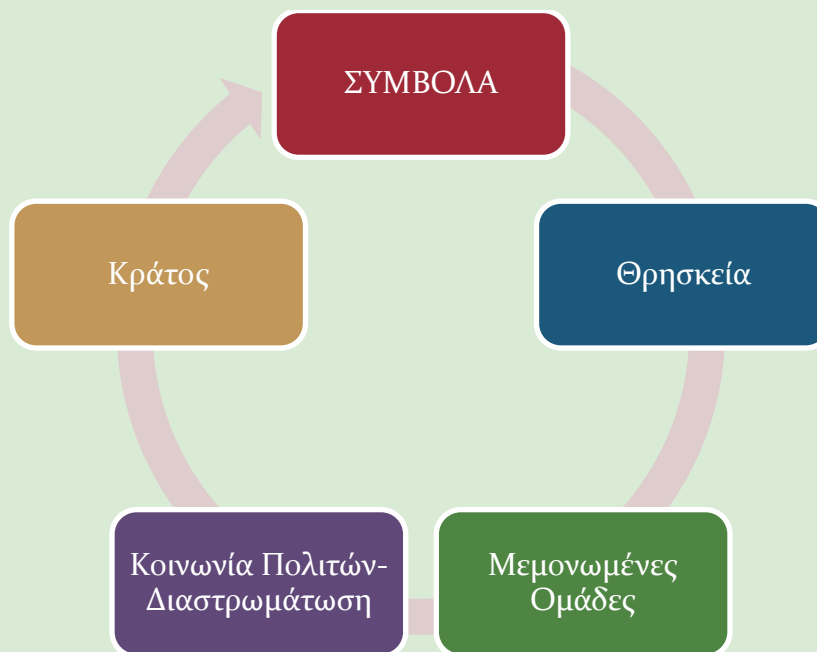 ΣΥΜΒΟΛΑ
Θρησκεία
Μεμονωμένες
Ομάδες
Κοινωνία Πολιτών-
Διαστρωμάτωση
Κράτος